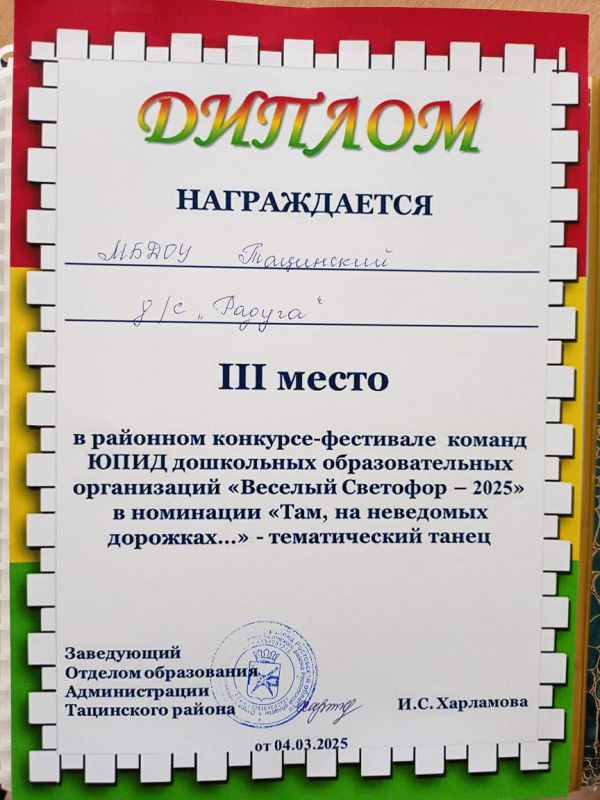 ДИПЛОМ
НАГРАЖДАЕТСЯ
МБДОУ Тацинский
д/с „Радуга“
III место
в районном конкурсе-фестивале команд
ЮПИД дошкольных образовательных
организаций «Веселый Светофор – 2025»
в номинации «Там, на неведомых
дорожках...» - тематический танец
Заведующий
Отделом образования
Администрации
Тацинского района
И.С. Харламова
от 04.03.2025